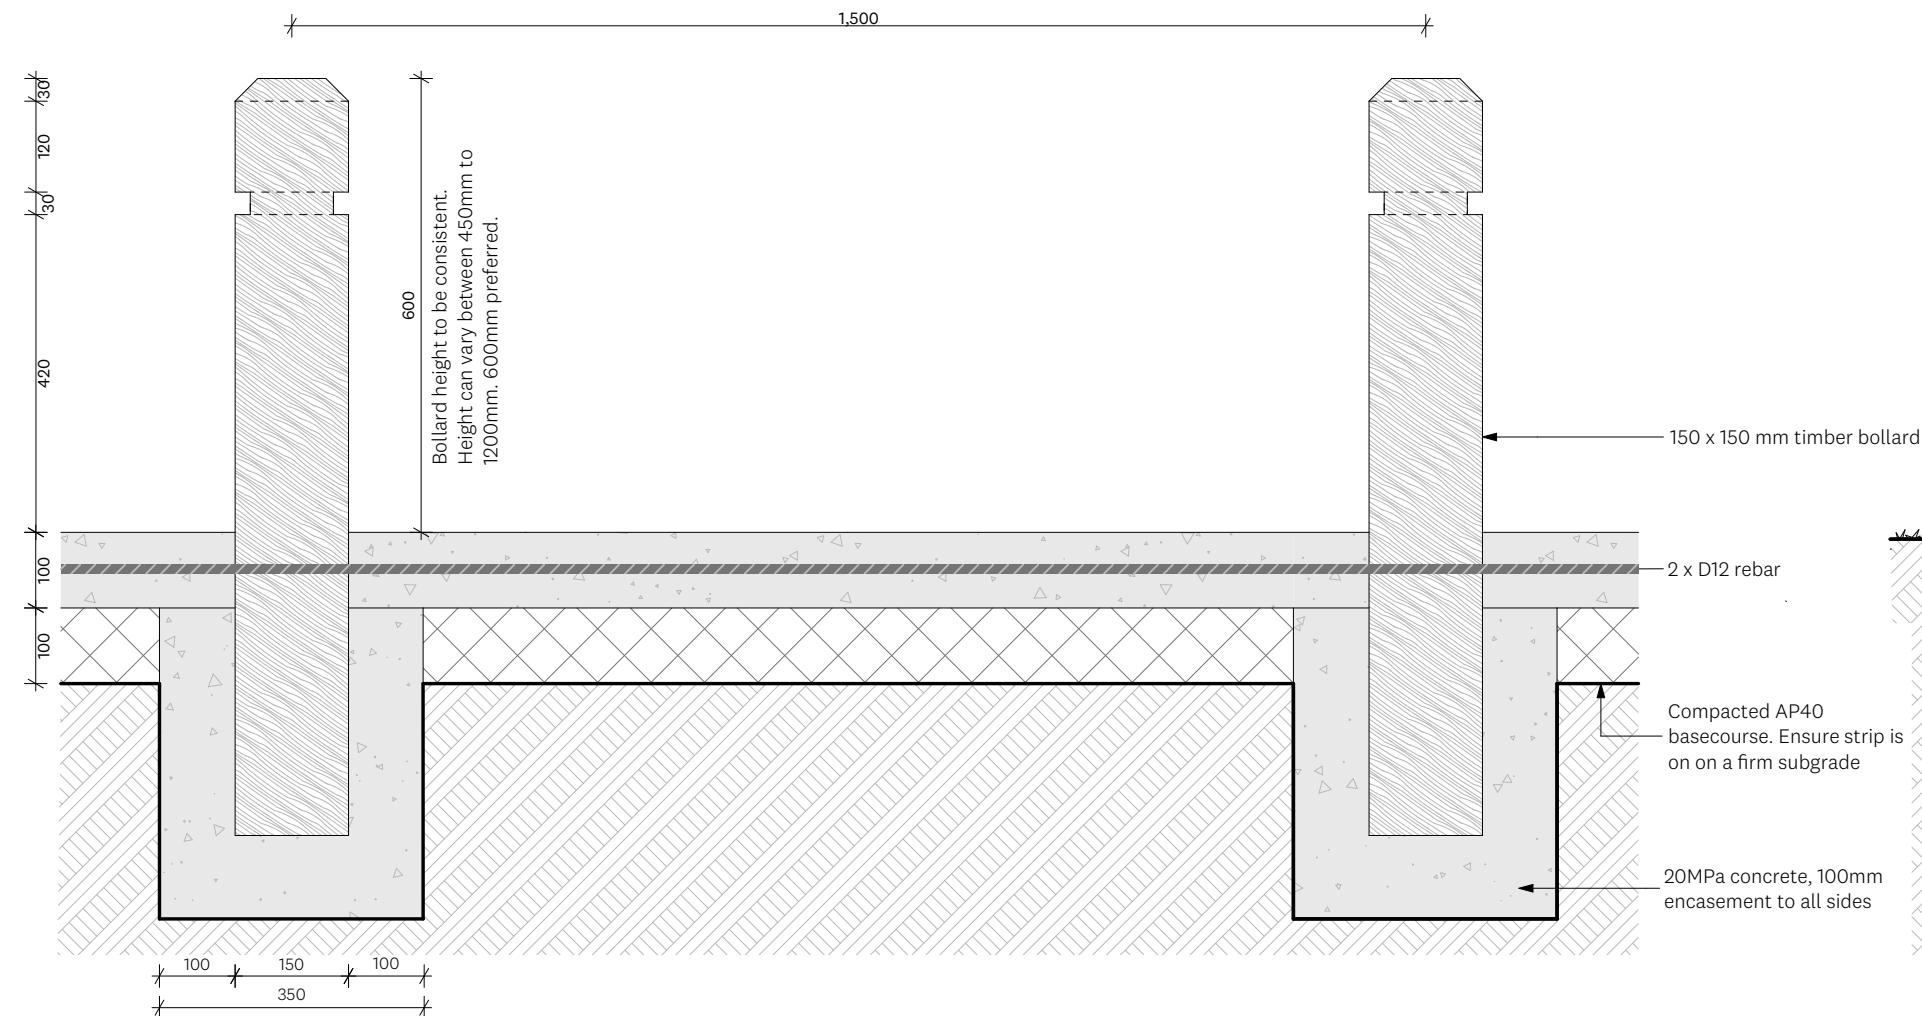 1,500
30
120
30
420
100
100
600
Bollard height to be consistent.
Height can vary between 450mm to
1200mm. 600mm preferred.
150 x 150 mm timber bollard
2 x D12 rebar
Compacted AP40
basecourse. Ensure strip is
on on a firm subgrade
20MPa concrete, 100mm
encasement to all sides
100
150
100
350